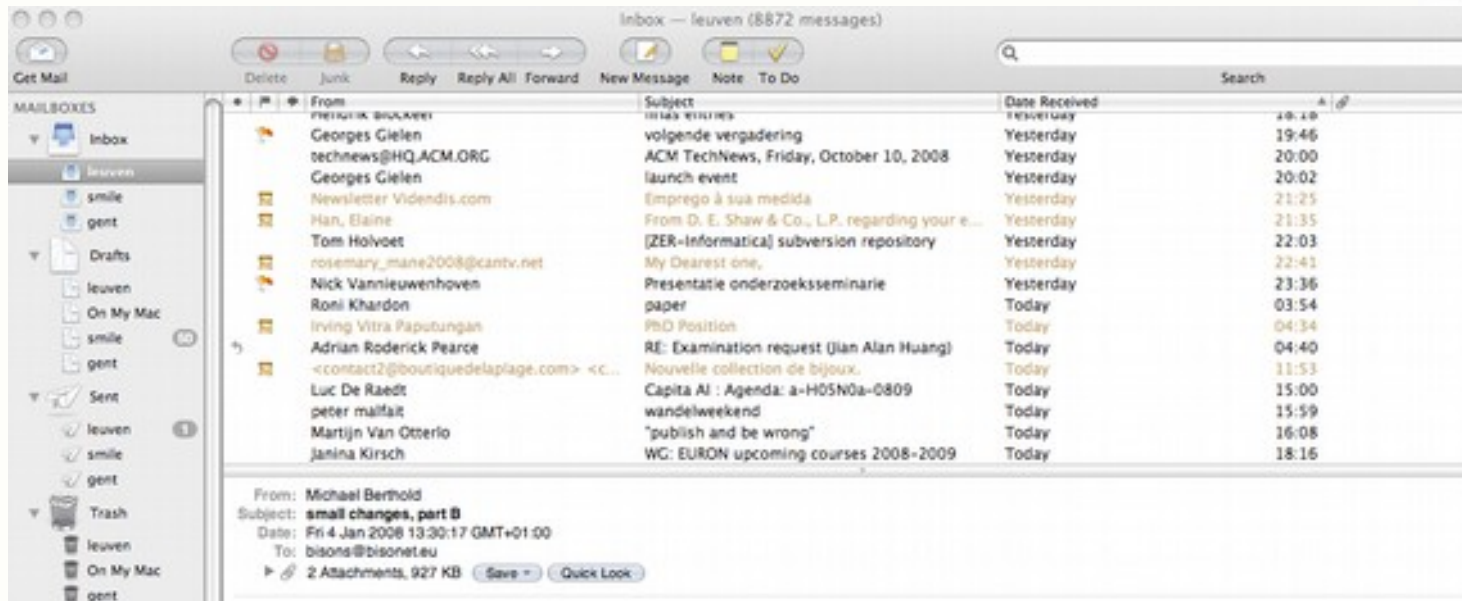 Inbox — leuven (8872 messages)
Get Mail Delete Junk Reply Reply All Forward New Message Note To Do Search
MAILBOXES
Inbox
leuven
smile
gent
Drafts
leuven
On My Mac
smile
gent
Sent
leuven 1
smile
gent
Trash
leuven
On My Mac
gent
From Subject Date Received
Hendrik Blockeel entries Yesterday 18:18
Georges Gielen volgende vergadering Yesterday 19:46
technews@HQ.ACM.ORG ACM TechNews, Friday, October 10, 2008 Yesterday 20:00
Georges Gielen launch event Yesterday 20:02
Newsletter Videndis.com Emprego à sua medida Yesterday 21:25
Han, Elaine From D. E. Shaw & Co., L.P. regarding your e... Yesterday 21:35
Tom Holvoet [ZER-Informatica] subversion repository Yesterday 22:03
rosemary_mane2008@cantv.net My Dearest one, Yesterday 22:41
Nick Vannieuwenhoven Presentatie onderzoeksseminarie Yesterday 23:36
Roni Khardon paper Today 03:54
Irving Vitra Paputungan PhD Position Today 04:34
Adrian Roderick Pearce RE: Examination request (Jian Alan Huang) Today 04:40
<contact2@boutiquedelaplage.com> <c... Nouvelle collection de bijoux. Today 11:53
Luc De Raedt Capita AI : Agenda: a-H05N0a-0809 Today 15:00
peter malfait wandelweekend Today 15:59
Martijn Van Otterlo "publish and be wrong" Today 16:08
Janina Kirsch WG: EURON upcoming courses 2008-2009 Today 18:16
From: Michael Berthold
Subject: small changes, part B
Date: Fri 4 Jan 2008 13:30:17 GMT+01:00
To: bisons@bisonet.eu
2 Attachments, 927 KB Save Quick Look